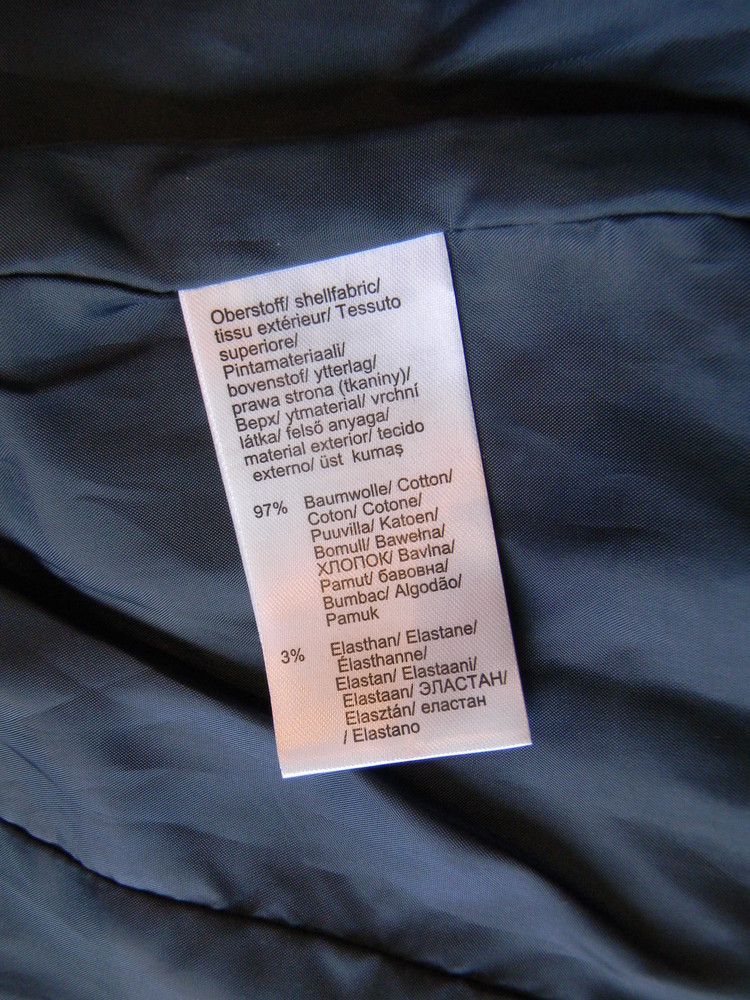 Oberstoff/ shellfabric/
tissu extérieur/ Tessuto
superiore/
Pintamateriaali/
bovenstof/ ytterlag/
prawa strona (tkaniny)/
Верх/ ytmaterial/ vrchní
látka/ felső anyaga/
material exterior/ tecido
externo/ üst kumaş
97% Baumwolle/ Cotton/
Coton/ Cotone/
Puuvilla/ Katoen/
Bomull/ Bawełna/
ХЛОПОК/ Bavlna/
Pamut/ бавовна/
Bumbac/ Algodão/
Pamuk
3% Elasthan/ Elastane/
Élasthanne/
Elastan/ Elastaani/
Elastaan/ ЭЛАСТАН/
Elasztán/ еластан
/ Elastano